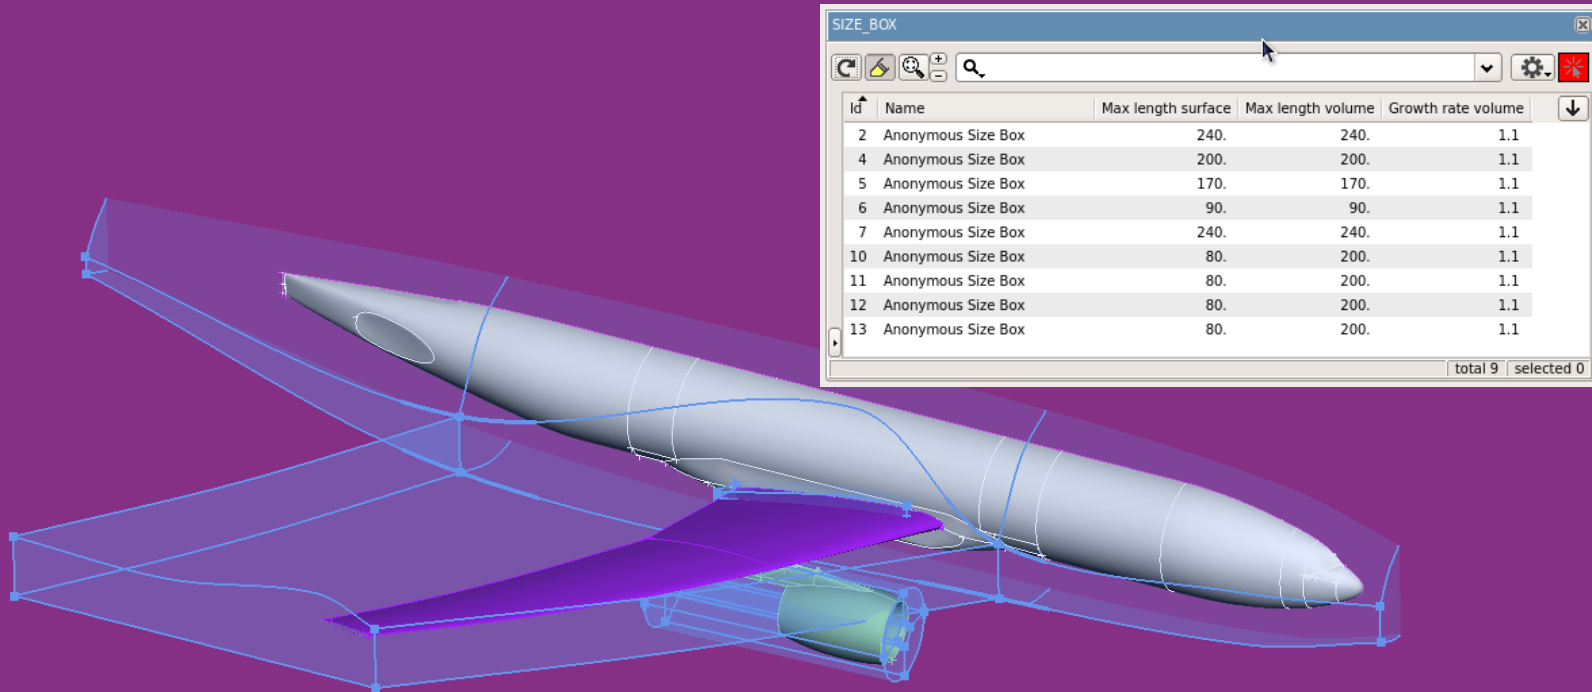 SIZE_BOX
Id Name Max length surface Max length volume Growth rate volume
2 Anonymous Size Box 240. 240. 1.1
4 Anonymous Size Box 200. 200. 1.1
5 Anonymous Size Box 170. 170. 1.1
6 Anonymous Size Box 90. 90. 1.1
7 Anonymous Size Box 240. 240. 1.1
10 Anonymous Size Box 80. 200. 1.1
11 Anonymous Size Box 80. 200. 1.1
12 Anonymous Size Box 80. 200. 1.1
13 Anonymous Size Box 80. 200. 1.1
total 9 selected 0